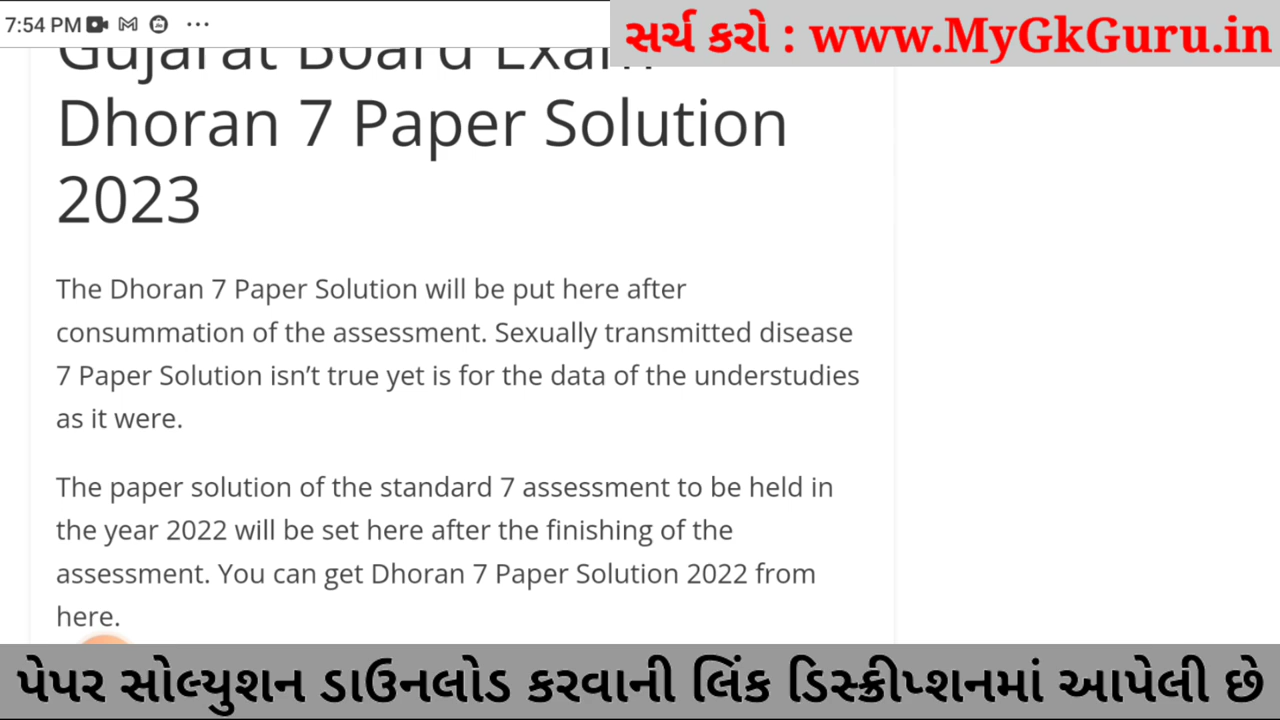 7:54 PM
સર્ચ કરો : www.MyGkGuru.in
Gujarat Board Exam
Dhoran 7 Paper Solution
2023
The Dhoran 7 Paper Solution will be put here after
consummation of the assessment. Sexually transmitted disease
7 Paper Solution isn’t true yet is for the data of the understudies
as it were.
The paper solution of the standard 7 assessment to be held in
the year 2022 will be set here after the finishing of the
assessment. You can get Dhoran 7 Paper Solution 2022 from
here.
પેપર સોલ્યુશન ડાઉનલોડ કરવાની લિંક ડિસ્ક્રીપ્શનમાં આપેલી છે